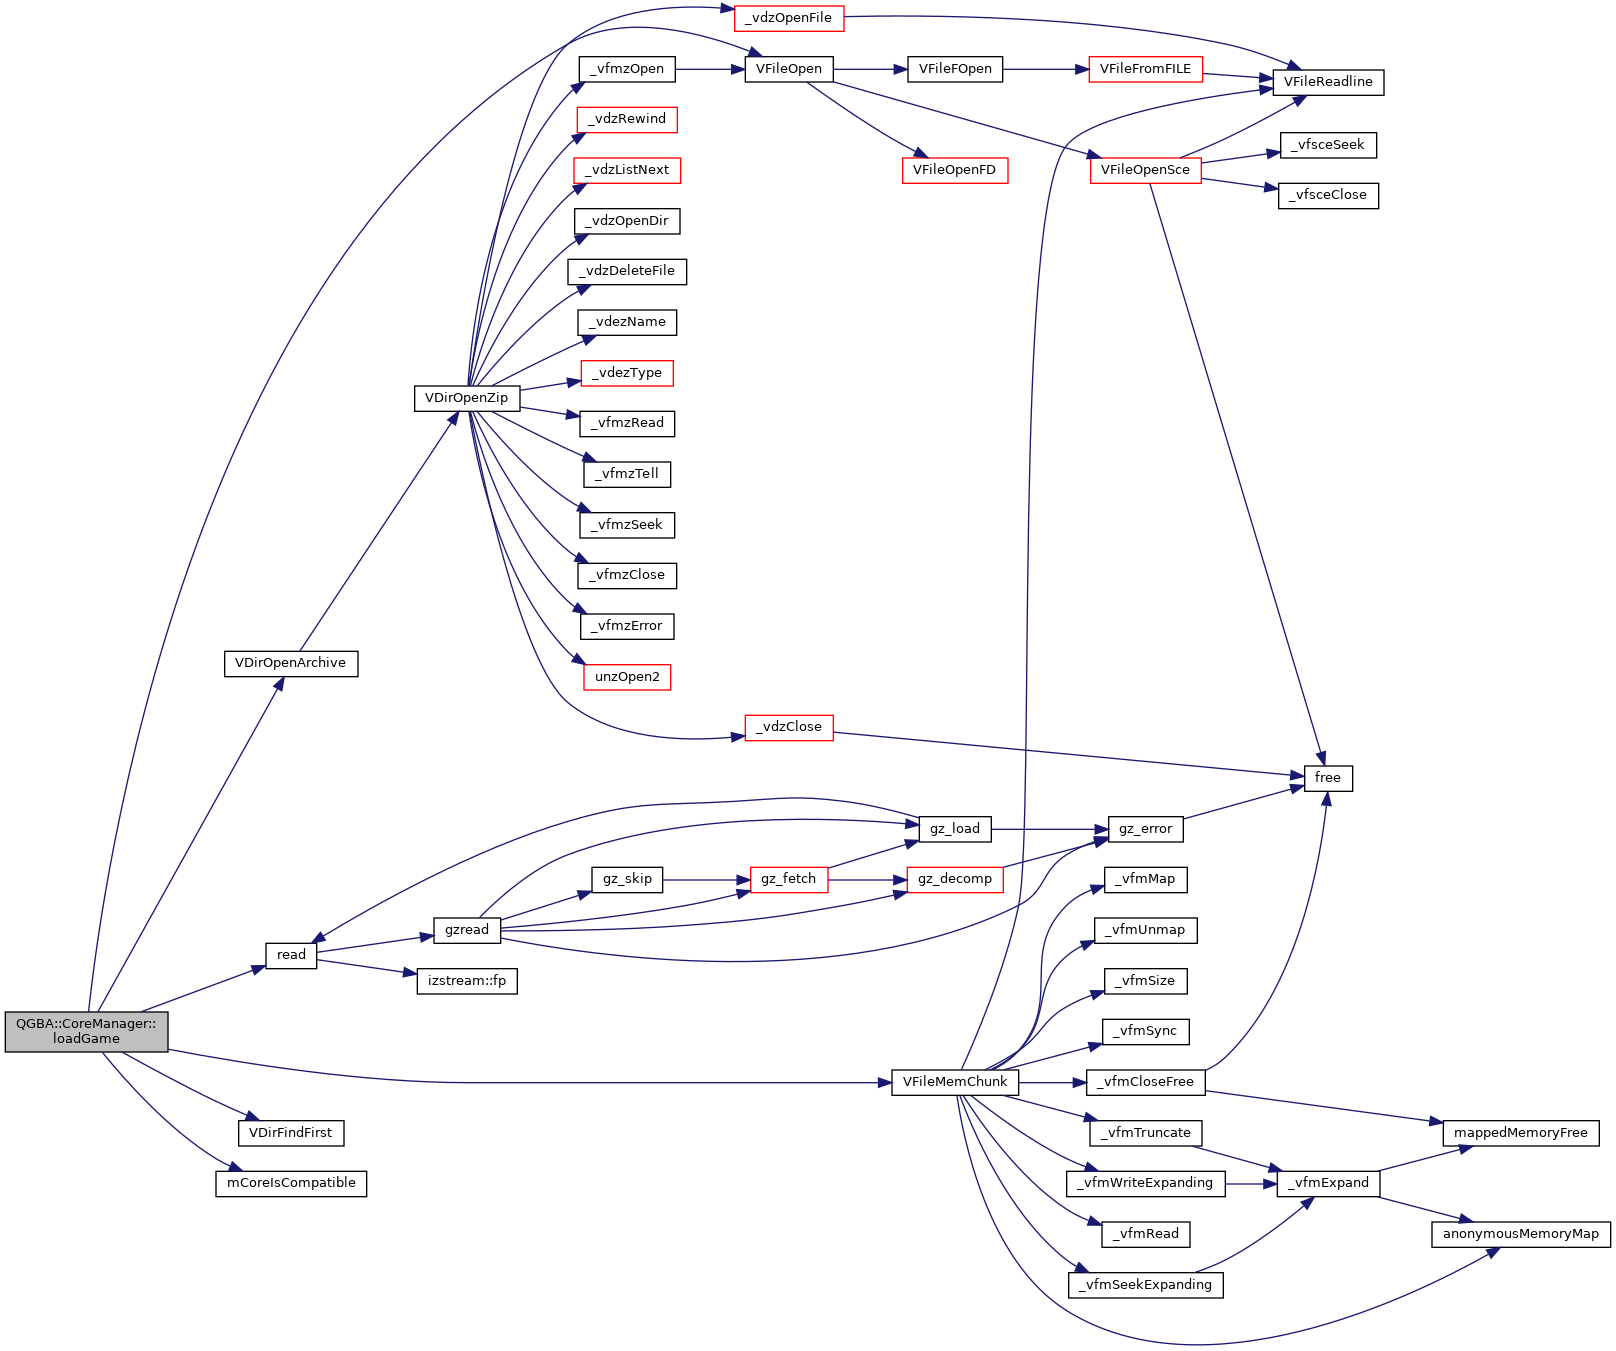 _vdzOpenFile
_vfmzOpen
VFileOpen
VFileFOpen
VFileFromFILE
VFileReadline
_vdzRewind
_vfsceSeek
_vdzListNext
VFileOpenFD
VFileOpenSce
_vfsceClose
_vdzOpenDir
_vdzDeleteFile
_vdezName
_vdezType
VDirOpenZip
_vfmzRead
_vfmzTell
_vfmzSeek
_vfmzClose
_vfmzError
VDirOpenArchive
unzOpen2
_vdzClose
free
gz_load
gz_error
gz_skip
gz_fetch
gz_decomp
_vfmMap
gzread
_vfmUnmap
read
izstream::fp
_vfmSize
QGBA::CoreManager::
loadGame
_vfmSync
VFileMemChunk
_vfmCloseFree
VDirFindFirst
_vfmTruncate
mappedMemoryFree
mCoreIsCompatible
_vfmWriteExpanding
_vfmExpand
_vfmRead
anonymousMemoryMap
_vfmSeekExpanding